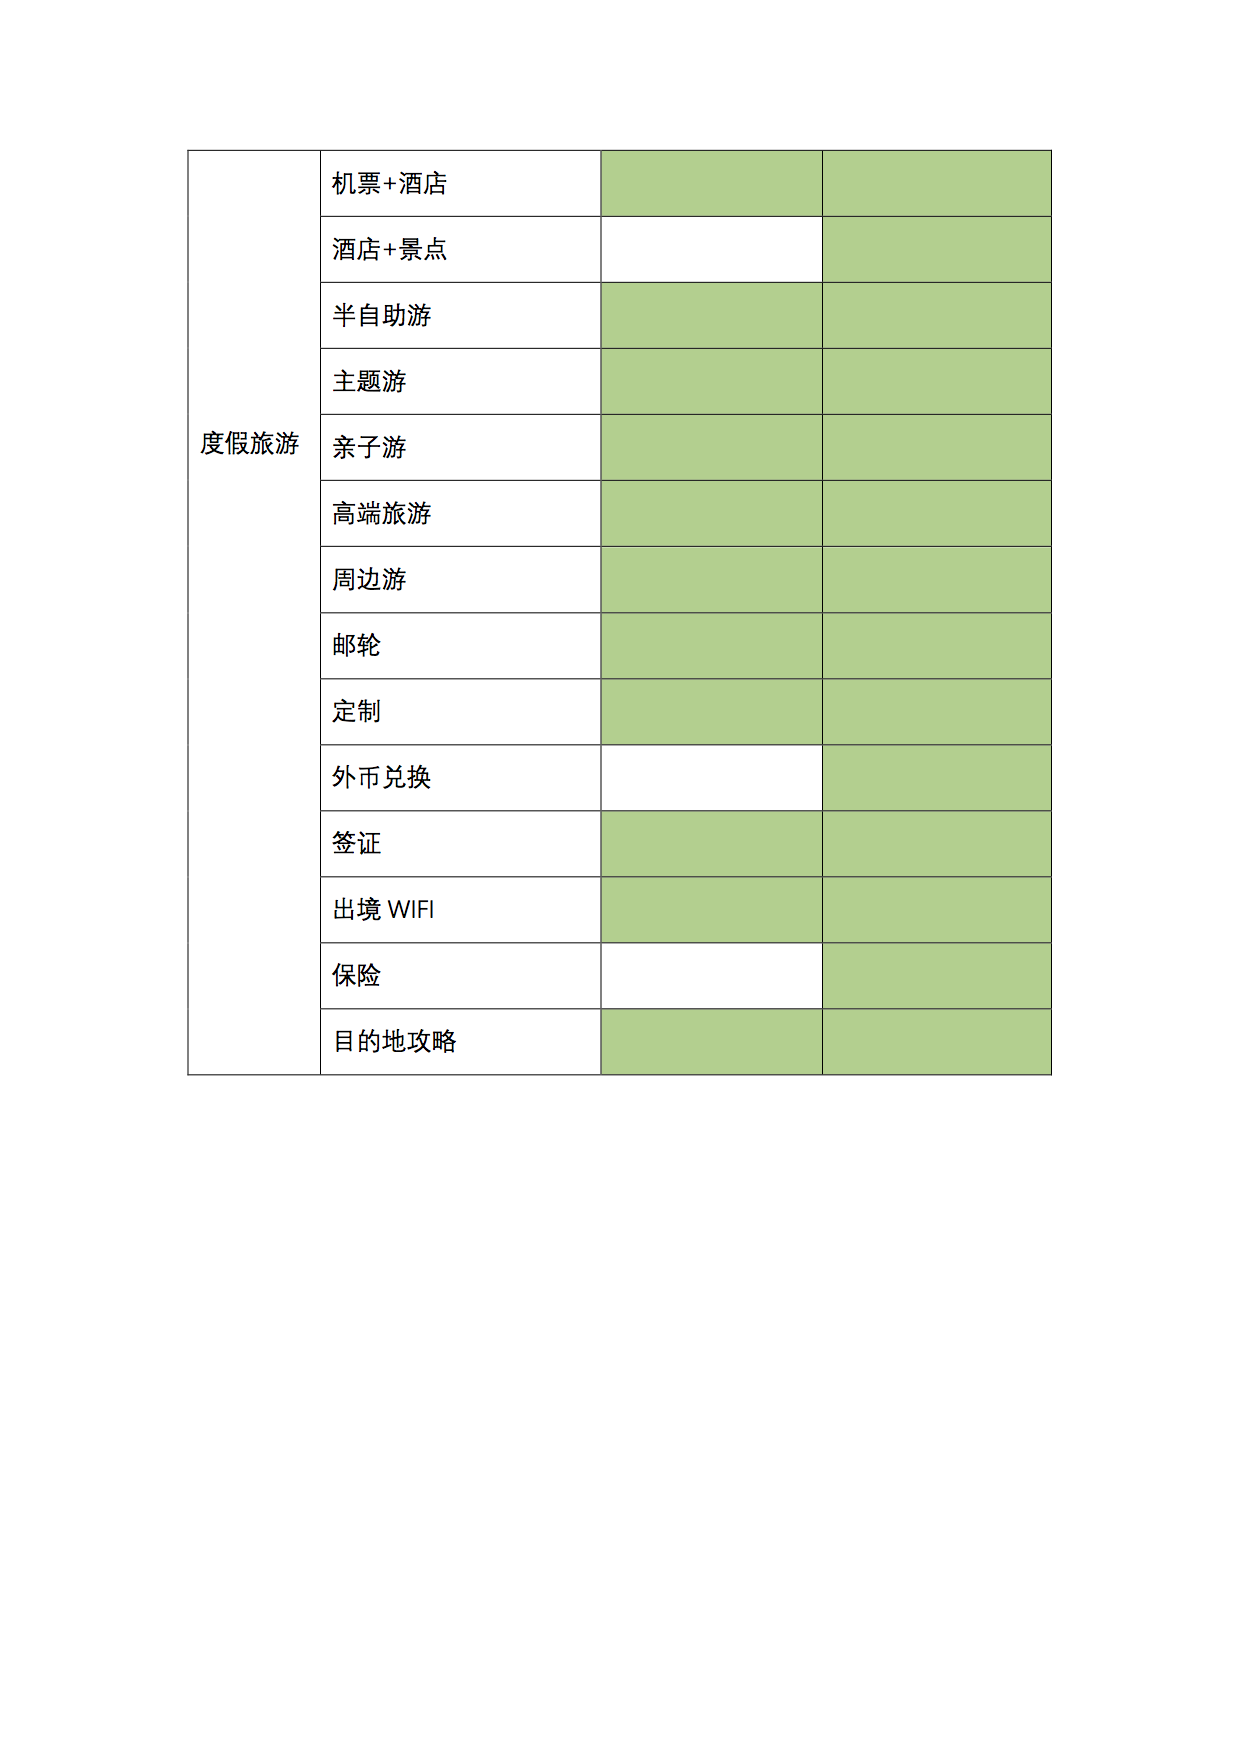 机票+酒店
酒店+景点
半自助游
主题游
度假旅游
亲子游
高端旅游
周边游
邮轮
定制
外币兑换
签证
出境 WIFI
保险
目的地攻略